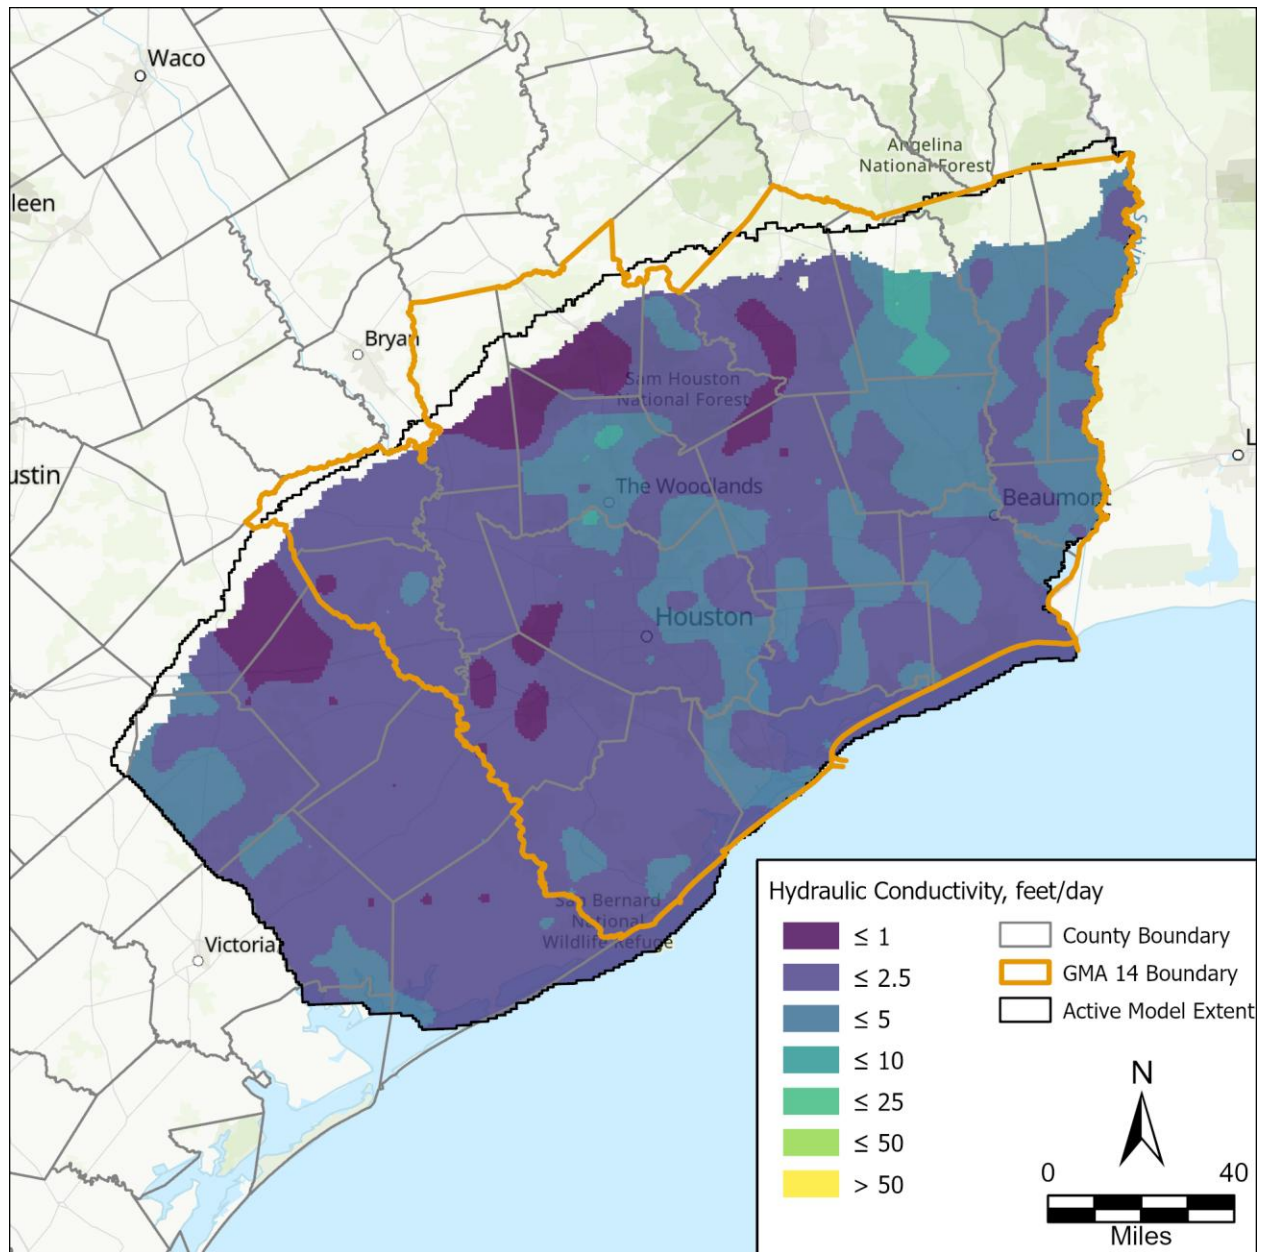 Waco
Angelina
National Forest
leen
Sabine
Bryan
Sam Houston
National Forest
ustin
L
The Woodlands
Beaumont
Houston
San Bernard
National
Wildlife Refuge
Victoria
Hydraulic Conductivity, feet/day
≤ 1
≤ 2.5
≤ 5
≤ 10
≤ 25
≤ 50
> 50
County Boundary
GMA 14 Boundary
Active Model Extent
N
0 40
Miles